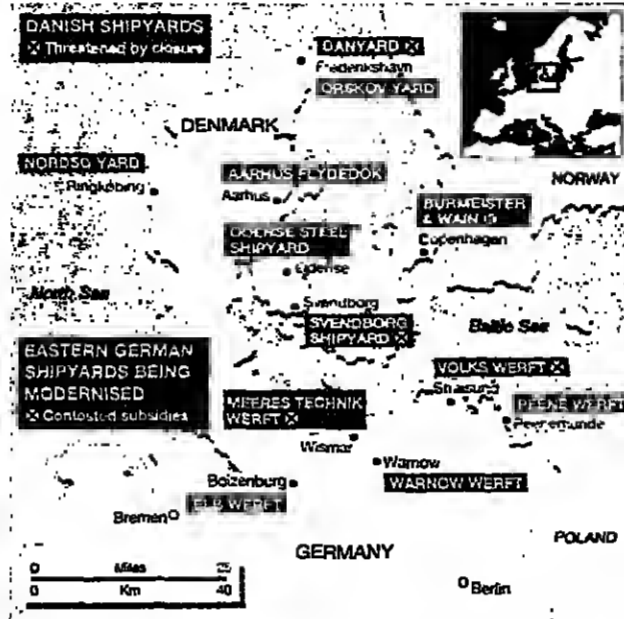 DANISH SHIPYARDS
☒ Threatened by closure
DANYARD ☒
Frederikshavn
ORSKOV YARD
DENMARK
NORWAY
NORDSO YARD
Ringkobing
AARHUS FLYDEDOK
Aarhus
BURMEISTER
& WAIN
Copenhagen
ODENSE STEEL
SHIPYARD
Odense
North Sea
Svendborg
SVENDBORG
SHIPYARD ☒
Baltic Sea
EASTERN GERMAN
SHIPYARDS BEING
MODERNISED
☒ Contested subsidies
VOLKS WERFT ☒
Stralsund
MEERES TECHNIK
WERFT ☒
PEENE WERFT
Peenemunde
Wismar
Warnow
WARNOW WERFT
Boizenburg
ELB WERFT
Bremen
POLAND
GERMANY
0 Miles 25
0 Km 40
Berlin